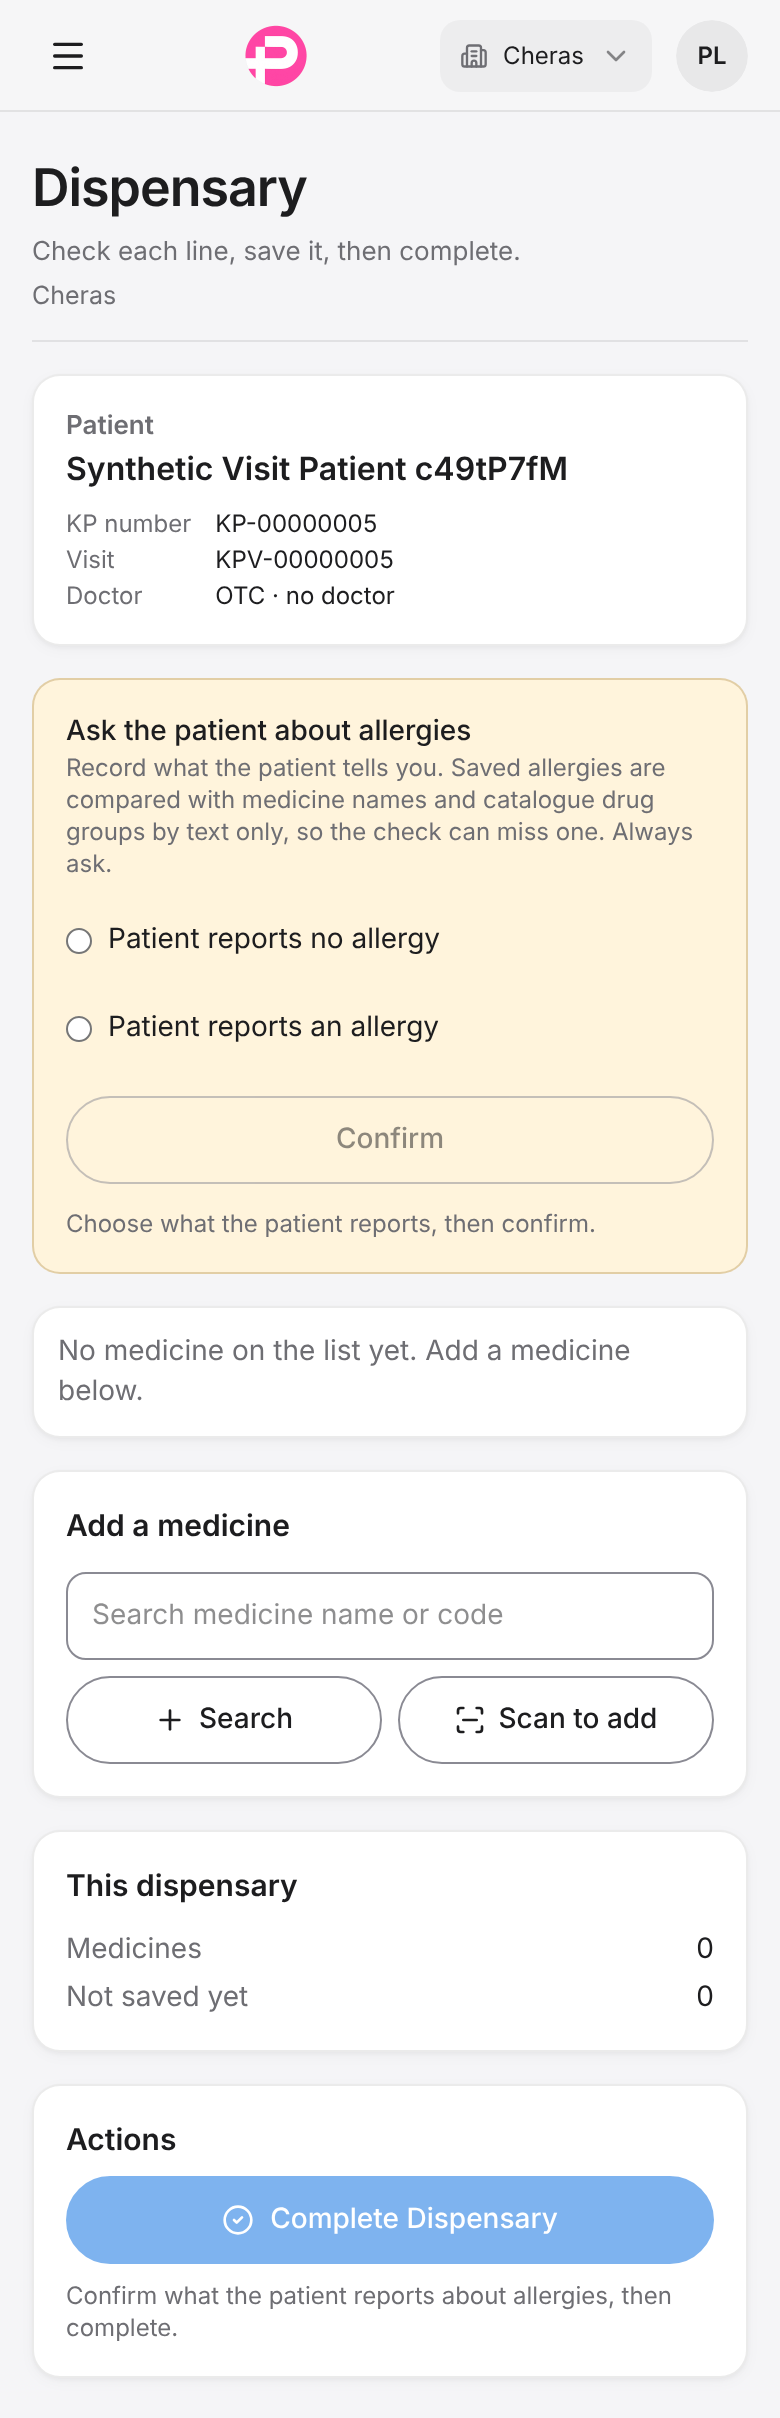 Cheras
PL
Dispensary
Check each line, save it, then complete.
Cheras
Patient
Synthetic Visit Patient c49tP7fM
KP number KP-00000005
Visit KPV-00000005
Doctor OTC · no doctor
Ask the patient about allergies
Record what the patient tells you. Saved allergies are
compared with medicine names and catalogue drug
groups by text only, so the check can miss one. Always
ask.
Patient reports no allergy
Patient reports an allergy
Confirm
Choose what the patient reports, then confirm.
No medicine on the list yet. Add a medicine
below.
Add a medicine
Search medicine name or code
Search
Scan to add
This dispensary
Medicines 0
Not saved yet 0
Actions
Complete Dispensary
Confirm what the patient reports about allergies, then
complete.